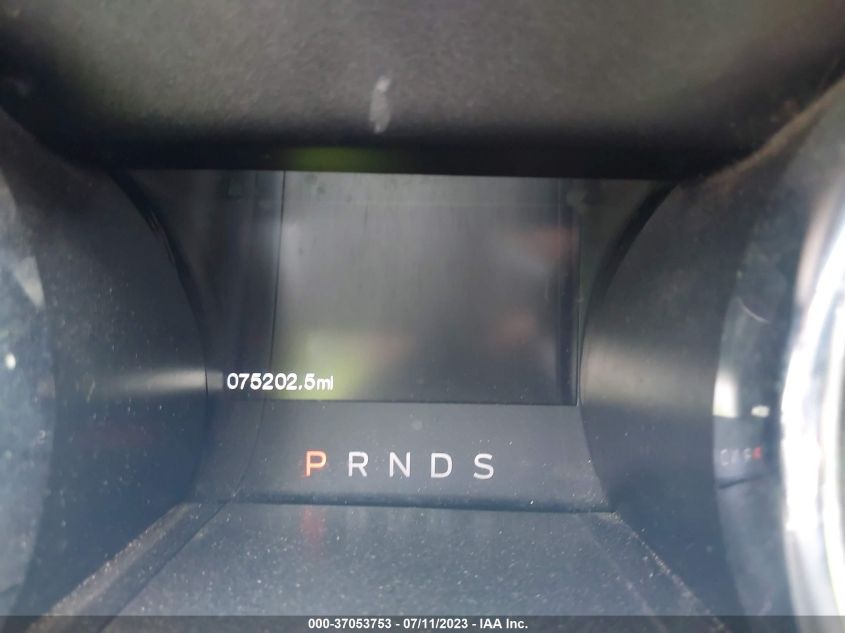 075202.5mi
P R N D S
000-37053753 - 07/11/2023 - IAA Inc.